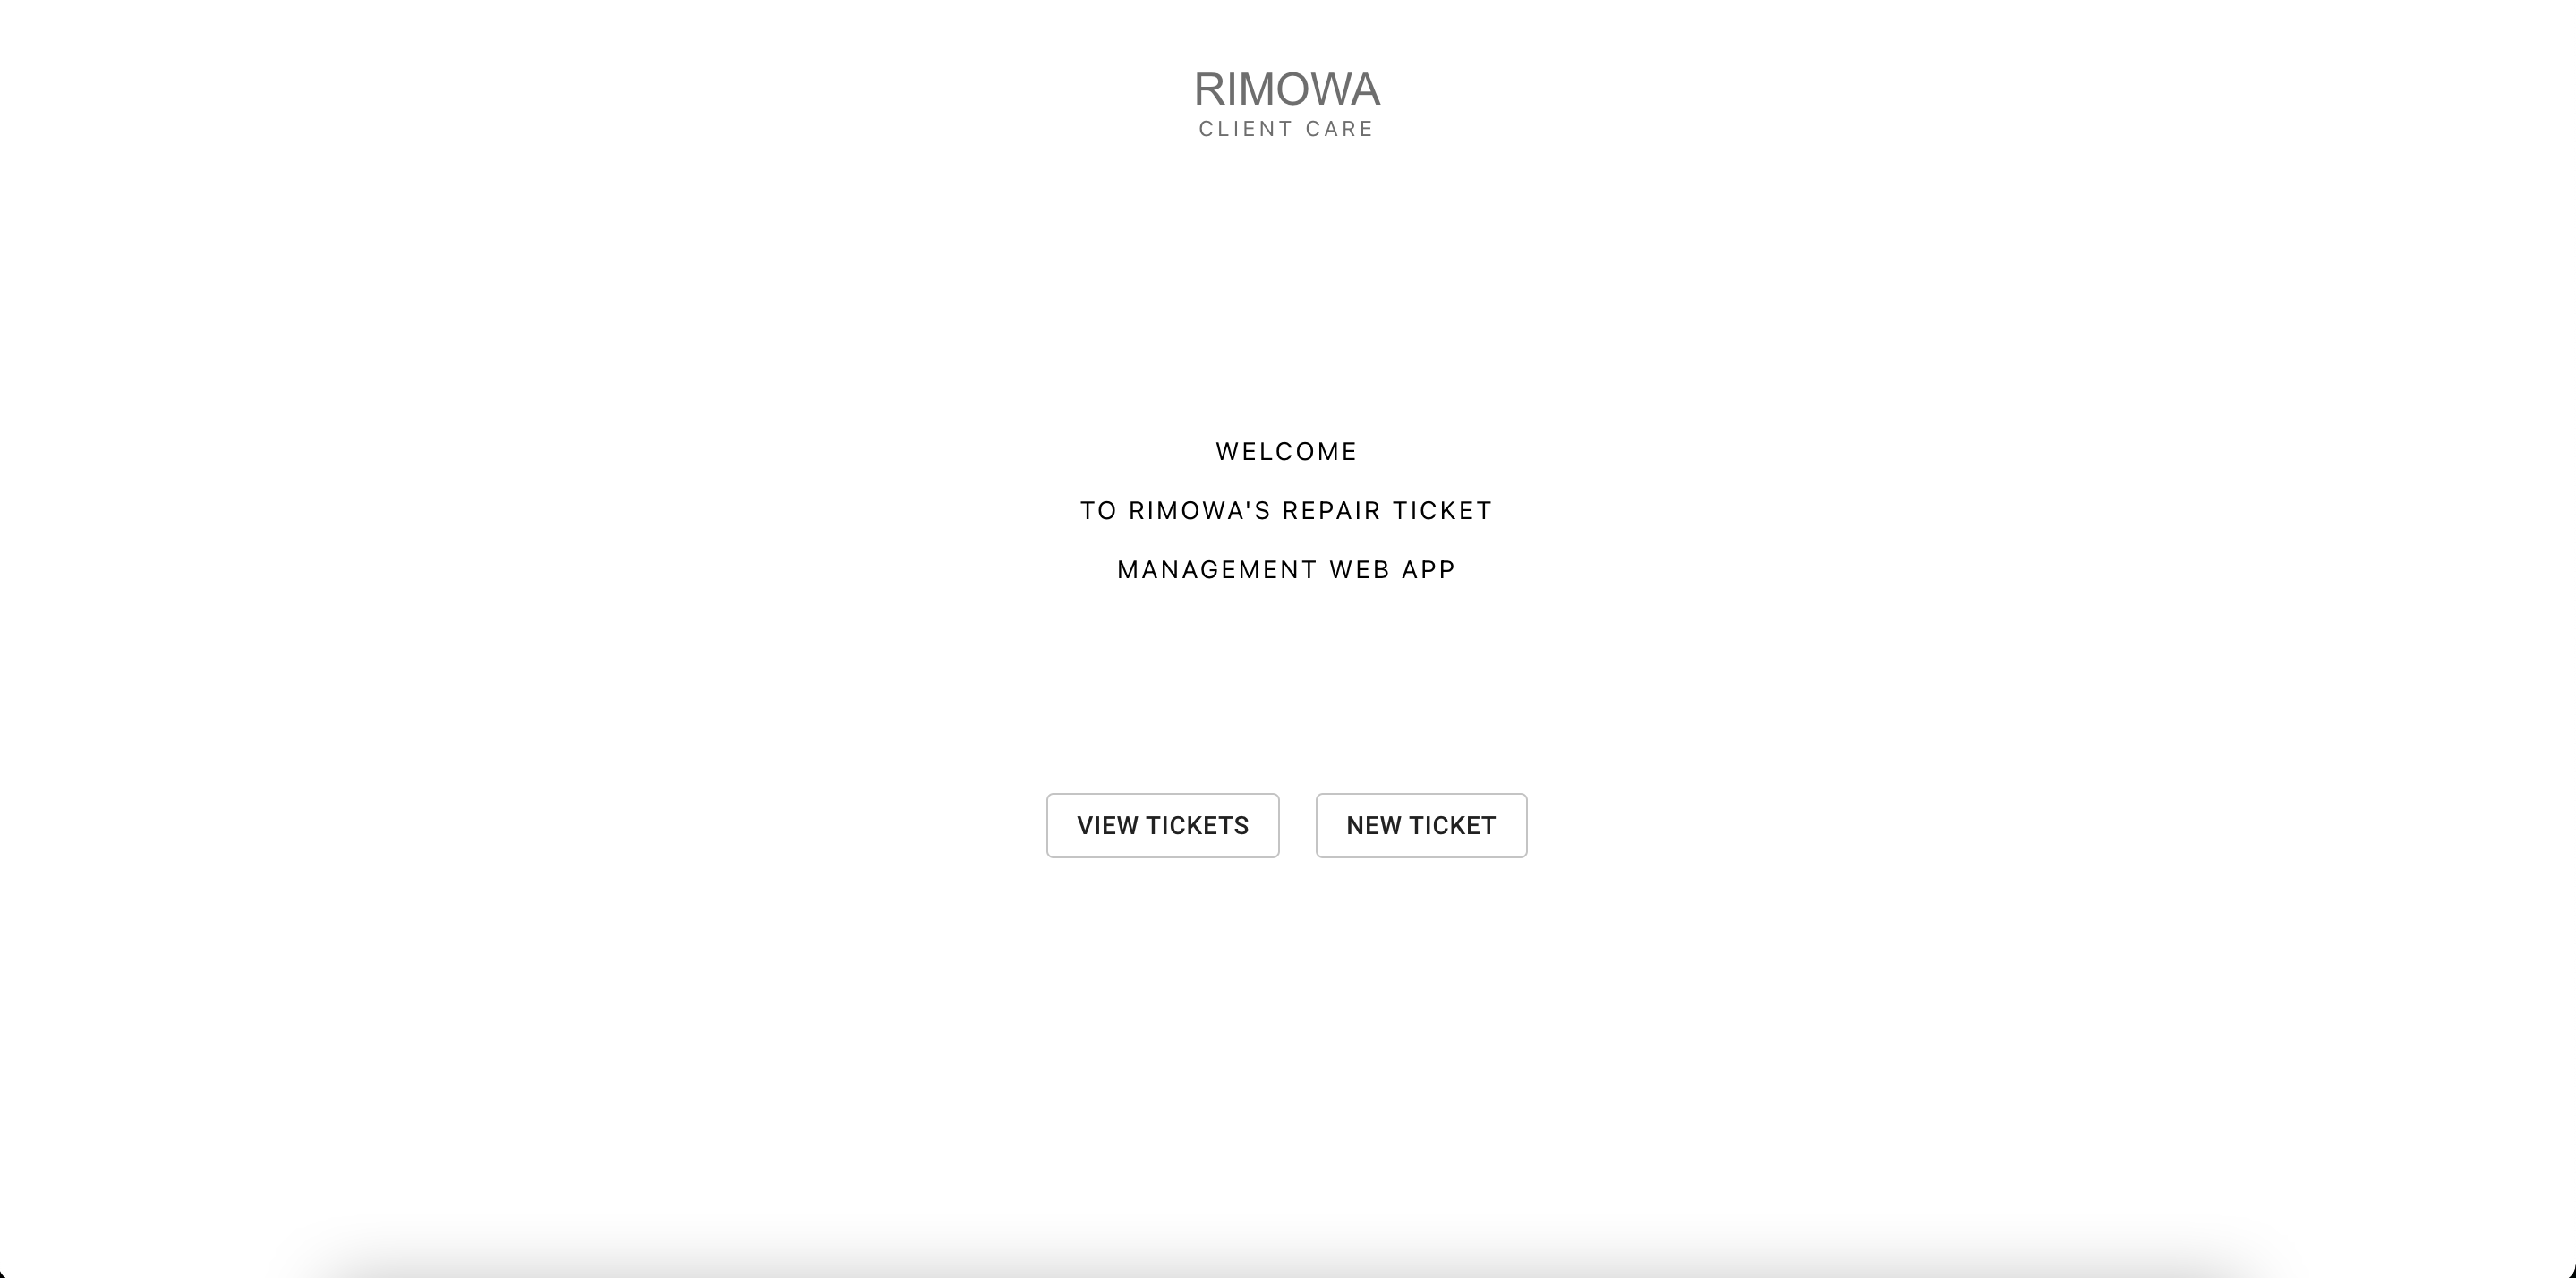 RIMOWA
CLIENT CARE
WELCOME
TO RIMOWA'S REPAIR TICKET
MANAGEMENT WEB APP
VIEW TICKETS
NEW TICKET